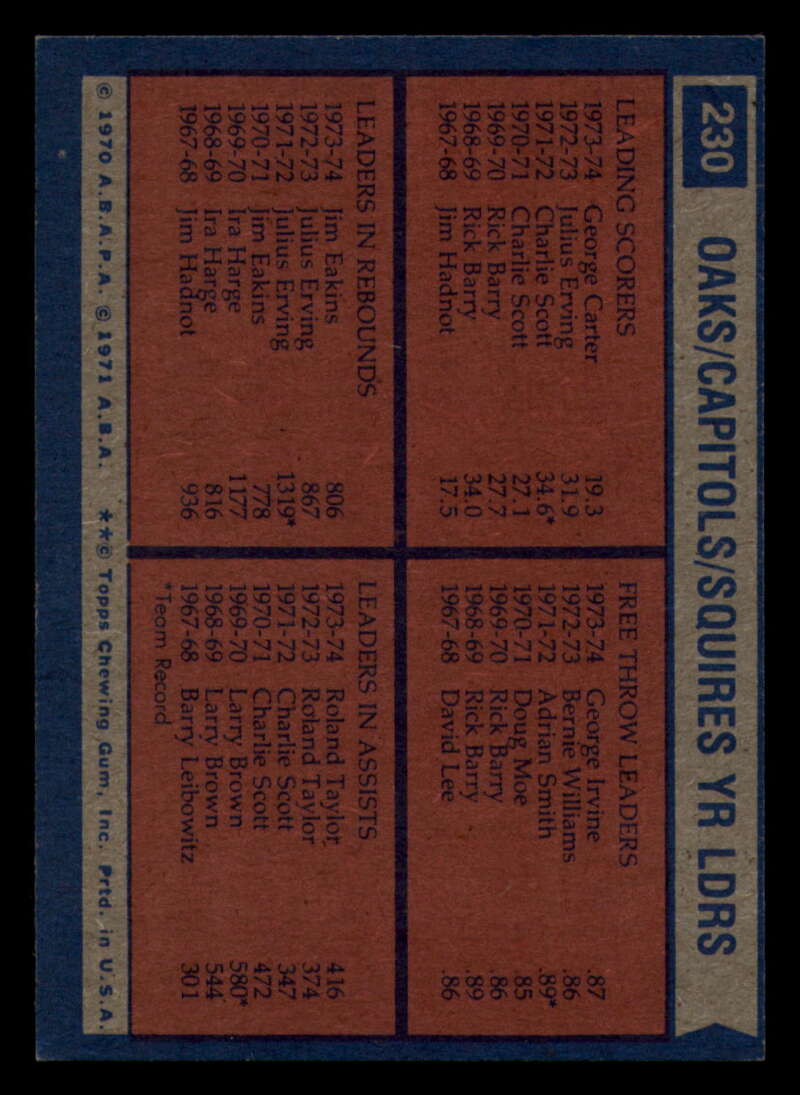 230 OAKS/CAPITOLS/SQUIRES YR LDRS
LEADING SCORERS
1973-74 George Carter 19.3
1972-73 Julius Erving 31.9
1971-72 Charlie Scott 34.6*
1970-71 Charlie Scott 27.1
1969-70 Rick Barry 27.7
1968-69 Rick Barry 34.0
1967-68 Jim Hadnot 17.5
FREE THROW LEADERS
1973-74 George Irvine .87
1972-73 Bernie Williams .86
1971-72 Adrian Smith .89*
1970-71 Doug Moe .85
1969-70 Rick Barry .86
1968-69 Rick Barry .89
1967-68 David Lee .86
LEADERS IN REBOUNDS
1973-74 Jim Eakins 806
1972-73 Julius Erving 867
1971-72 Julius Erving 1319*
1970-71 Jim Eakins 778
1969-70 Ira Harge 1177
1968-69 Ira Harge 816
1967-68 Jim Hadnot 936
LEADERS IN ASSISTS
1973-74 Roland Taylor 416
1972-73 Roland Taylor 374
1971-72 Charlie Scott 347
1970-71 Charlie Scott 472
1969-70 Larry Brown 580*
1968-69 Larry Brown 544
1967-68 Barry Leibowitz 301
*Team Record
© 1970 A.B.A.P.A. © 1971 A.B.A. **© Topps Chewing Gum, Inc. Prtd. in U.S.A.